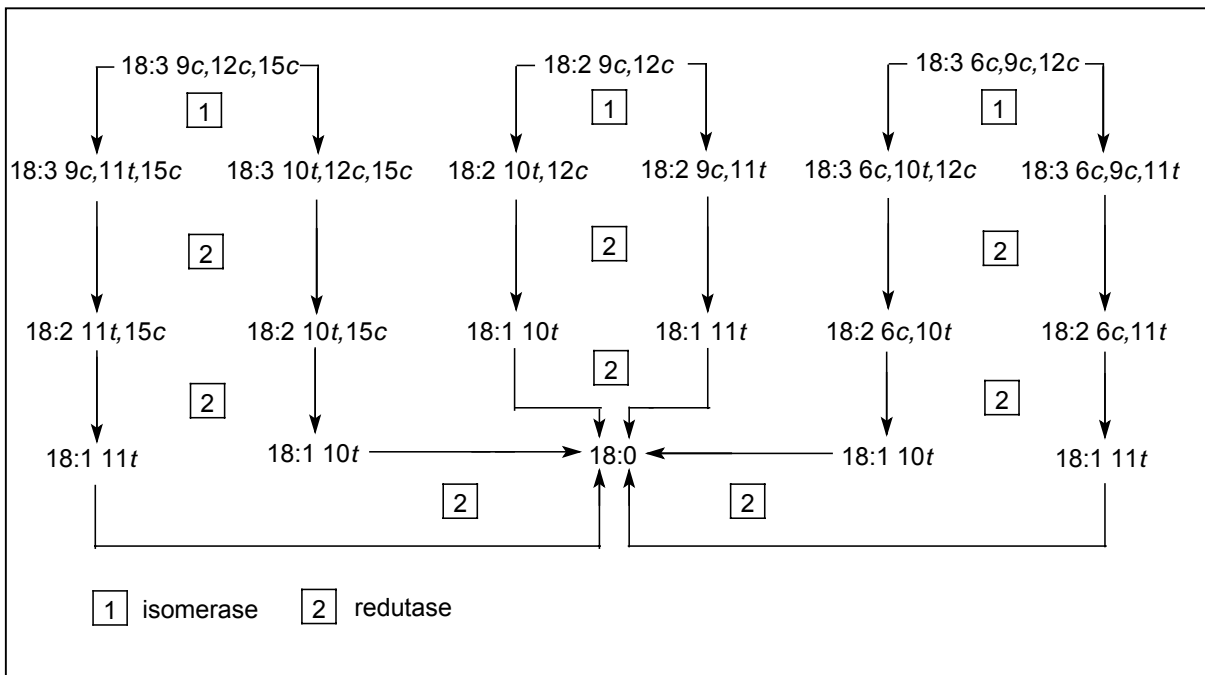 18:3 9c,12c,15c 18:2 9c,12c 18:3 6c,9c,12c
1 1 1
18:3 9c,11t,15c 18:3 10t,12c,15c 18:2 10t,12c 18:2 9c,11t 18:3 6c,10t,12c 18:3 6c,9c,11t
2 2 2
18:2 11t,15c 18:2 10t,15c 18:1 10t 18:1 11t 18:2 6c,10t 18:2 6c,11t
2 2 2
18:1 11t 18:1 10t 18:0 18:1 10t 18:1 11t
2 2
1 isomerase 2 redutase